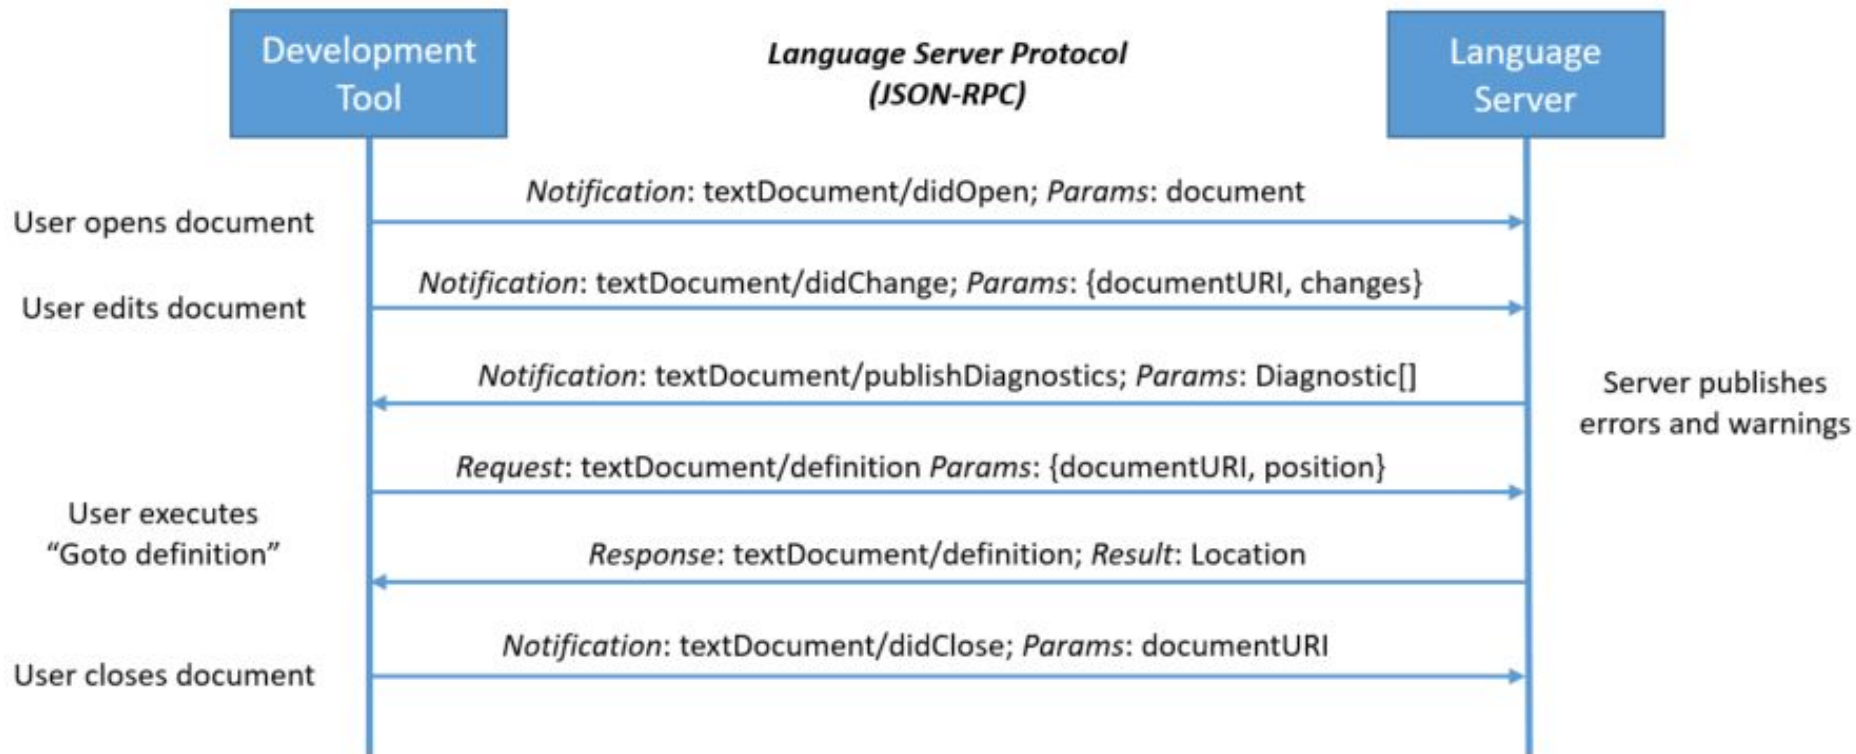 Development
Tool
Language Server Protocol
(JSON-RPC)
Language
Server
Notification: textDocument/didOpen; Params: document
User opens document
Notification: textDocument/didChange; Params: {documentURI, changes}
User edits document
Notification: textDocument/publishDiagnostics; Params: Diagnostic[]
Server publishes
errors and warnings
Request: textDocument/definition Params: {documentURI, position}
User executes
“Goto definition”
Response: textDocument/definition; Result: Location
Notification: textDocument/didClose; Params: documentURI
User closes document